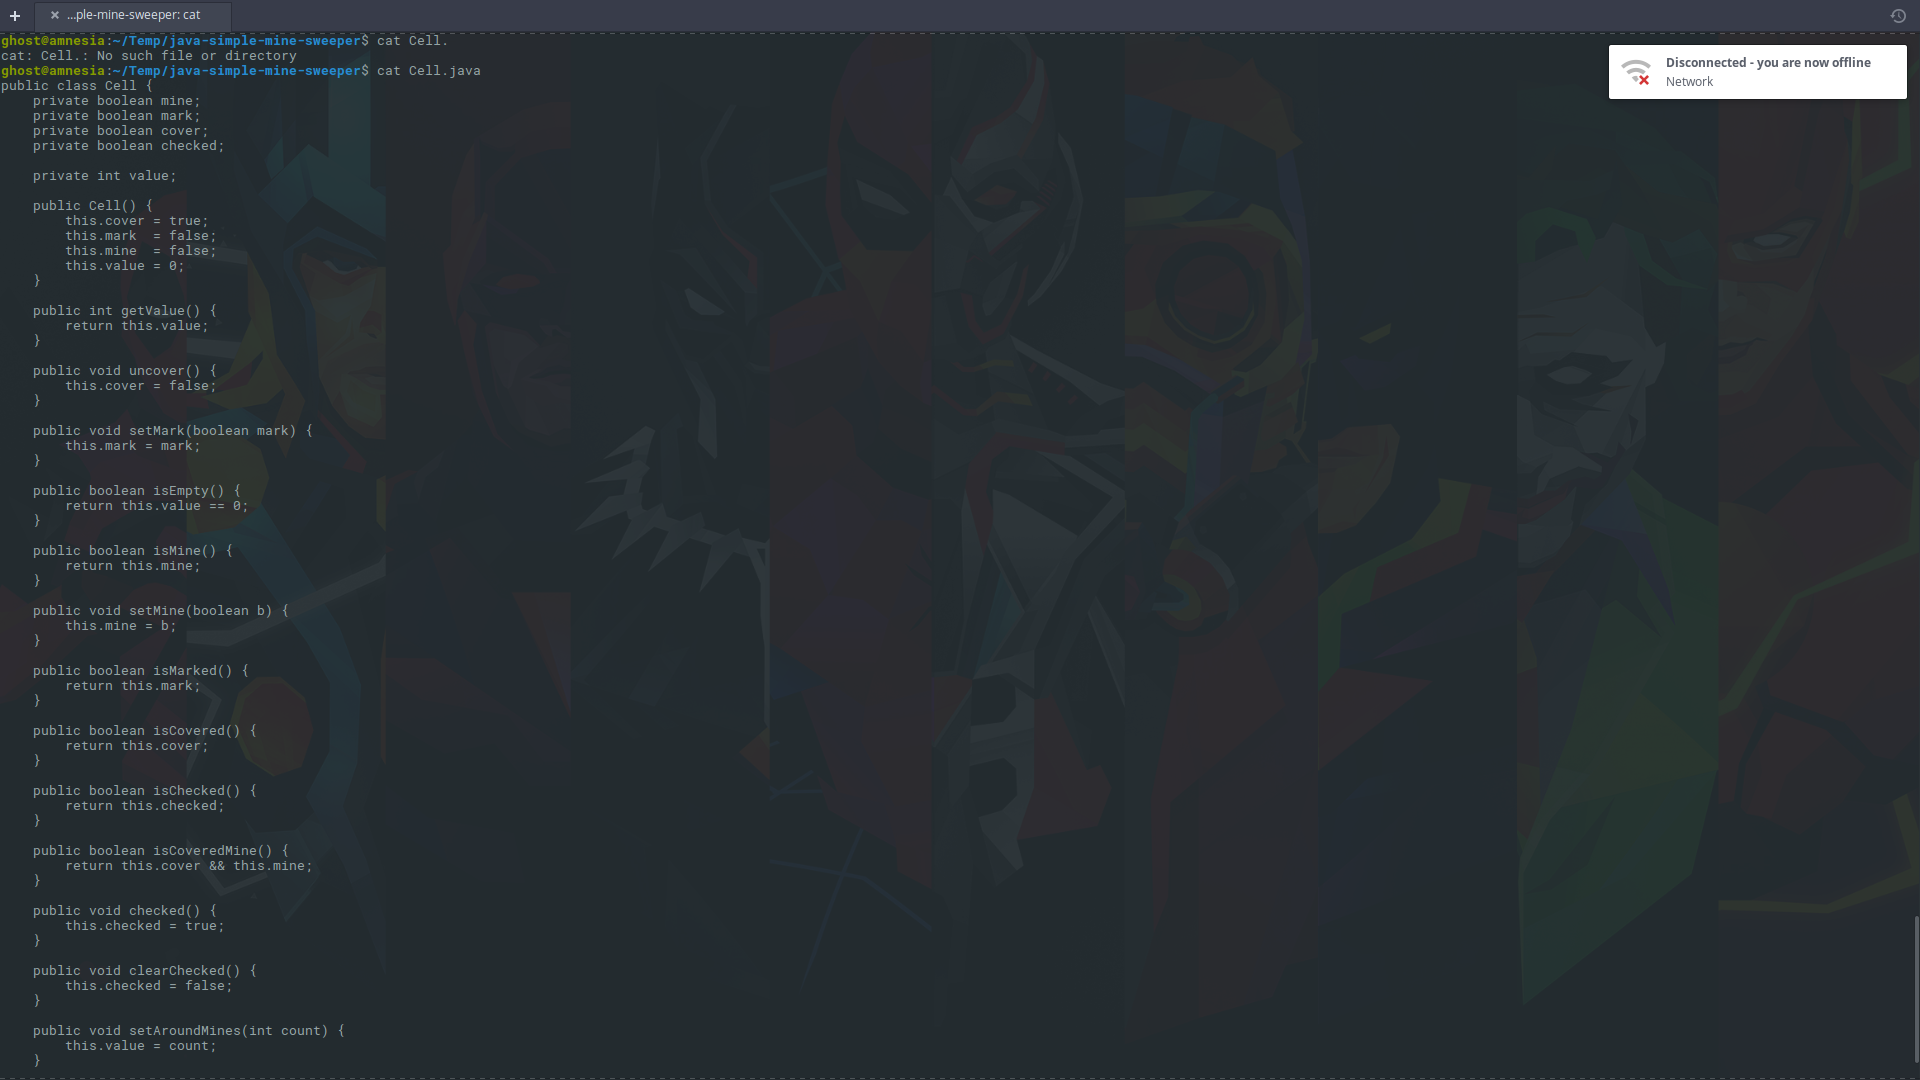 ...ple-mine-sweeper: cat
ghost@amnesia:~/Temp/java-simple-mine-sweeper$ cat Cell.
cat: Cell.: No such file or directory
ghost@amnesia:~/Temp/java-simple-mine-sweeper$ cat Cell.java
public class Cell {
    private boolean mine;
    private boolean mark;
    private boolean cover;
    private boolean checked;

    private int value;

    public Cell() {
        this.cover = true;
        this.mark  = false;
        this.mine  = false;
        this.value = 0;
    }

    public int getValue() {
        return this.value;
    }

    public void uncover() {
        this.cover = false;
    }

    public void setMark(boolean mark) {
        this.mark = mark;
    }

    public boolean isEmpty() {
        return this.value == 0;
    }

    public boolean isMine() {
        return this.mine;
    }

    public void setMine(boolean b) {
        this.mine = b;
    }

    public boolean isMarked() {
        return this.mark;
    }

    public boolean isCovered() {
        return this.cover;
    }

    public boolean isChecked() {
        return this.checked;
    }

    public boolean isCoveredMine() {
        return this.cover && this.mine;
    }

    public void checked() {
        this.checked = true;
    }

    public void clearChecked() {
        this.checked = false;
    }

    public void setAroundMines(int count) {
        this.value = count;
    }
Disconnected - you are now offline
Network